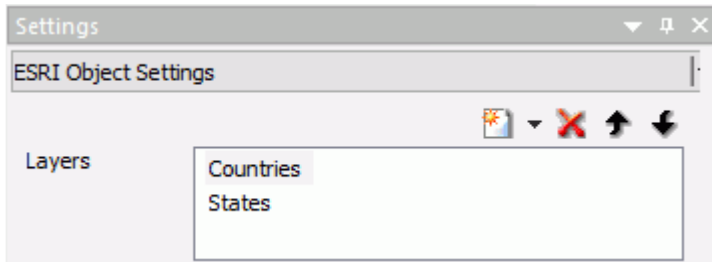 Settings
ESRI Object Settings
Layers
Countries
States